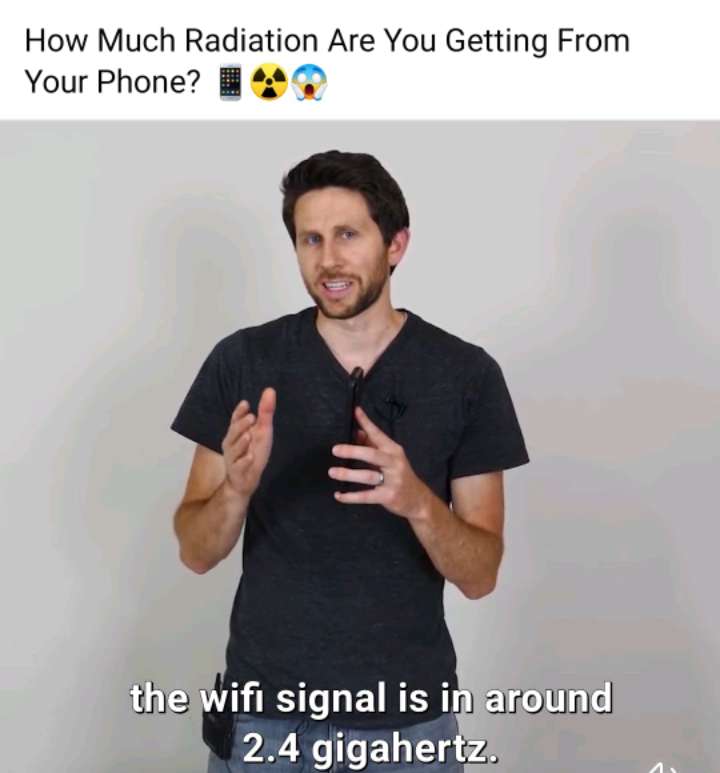 How Much Radiation Are You Getting From
Your Phone? 📱☢️😱
the wifi signal is in around
2.4 gigahertz.